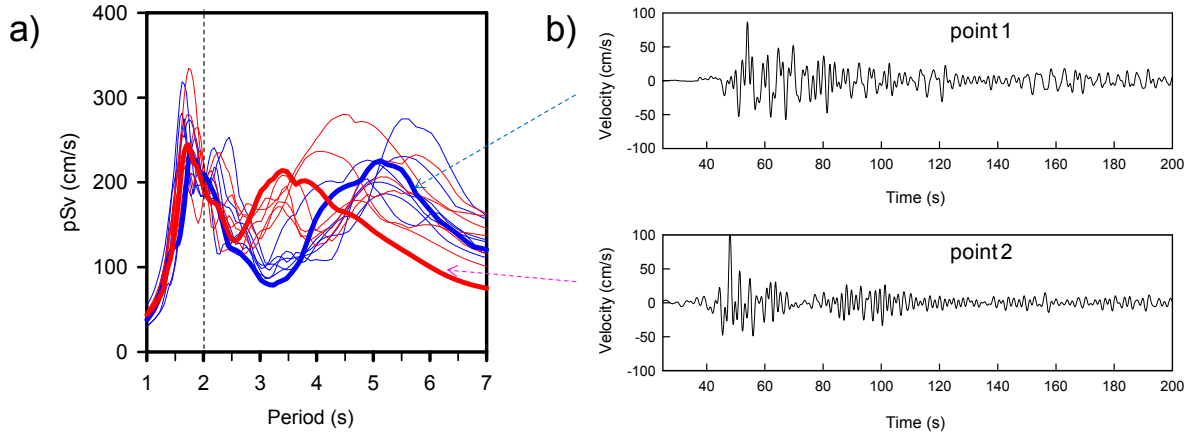 a)
pSv (cm/s)
400
300
200
100
0
1 2 3 4 5 6 7
Period (s)
b)
point 1
Velocity (cm/s)
100
50
0
-50
-100
40 60 80 100 120 140 160 180 200
Time (s)
point 2
Velocity (cm/s)
100
50
0
-50
-100
40 60 80 100 120 140 160 180 200
Time (s)